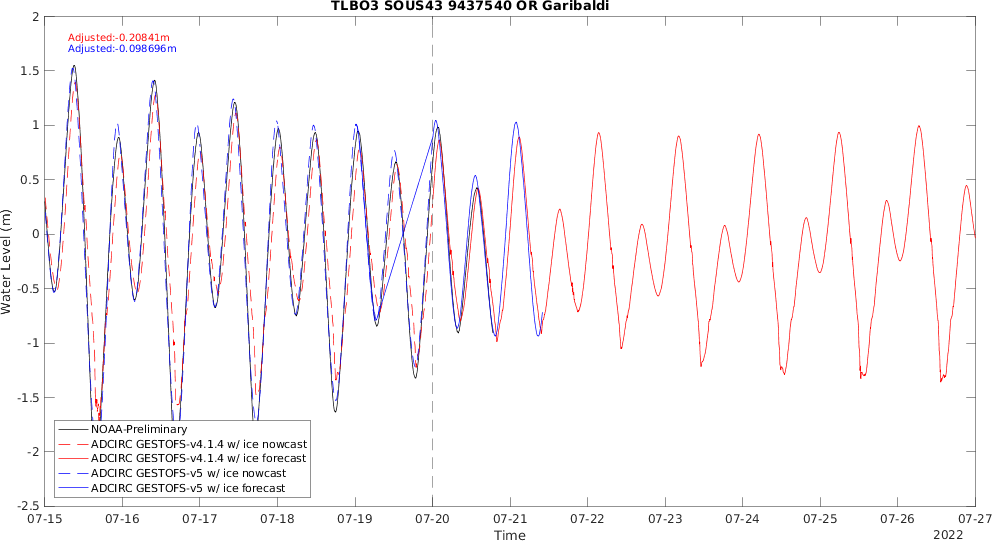 TLBO3 SOUS43 9437540 OR Garibaldi
Adjusted:-0.20841m
Adjusted:-0.098696m
2
1.5
1
0.5
0
-0.5
-1
-1.5
-2
-2.5
Water Level (m)
NOAA-Preliminary
ADCIRC GESTOFS-v4.1.4 w/ ice nowcast
ADCIRC GESTOFS-v4.1.4 w/ ice forecast
ADCIRC GESTOFS-v5 w/ ice nowcast
ADCIRC GESTOFS-v5 w/ ice forecast
07-15 07-16 07-17 07-18 07-19 07-20 07-21 07-22 07-23 07-24 07-25 07-26 07-27
Time
2022